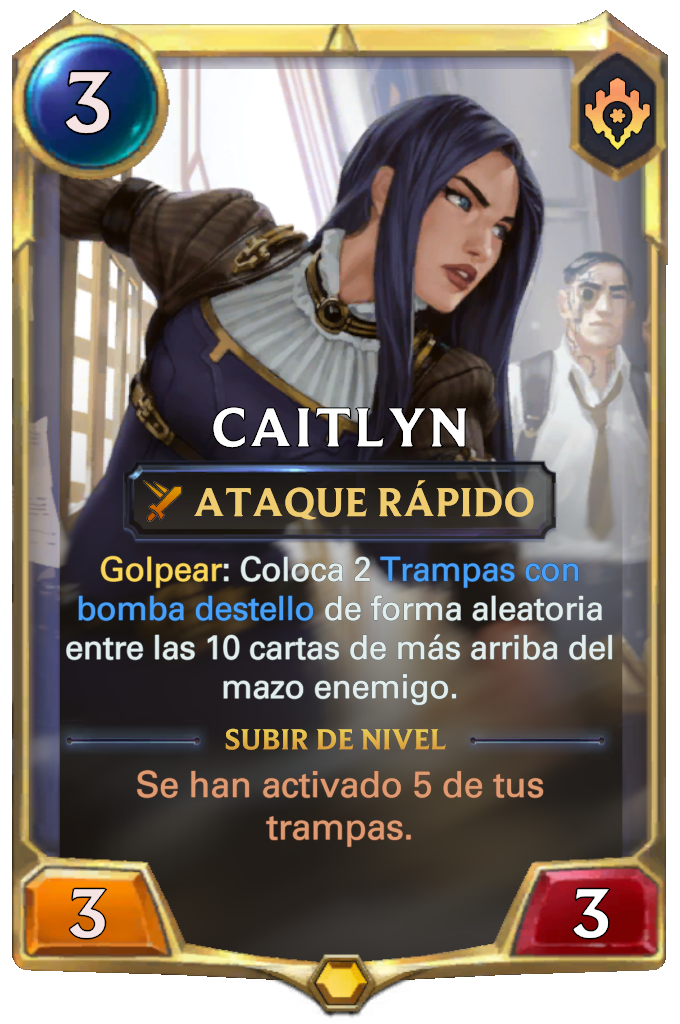 3
CAITLYN
ATAQUE RÁPIDO
Golpear: Coloca 2 Trampas con
bomba destello de forma aleatoria
entre las 10 cartas de más arriba del
mazo enemigo.
SUBIR DE NIVEL
Se han activado 5 de tus
trampas.
3
3